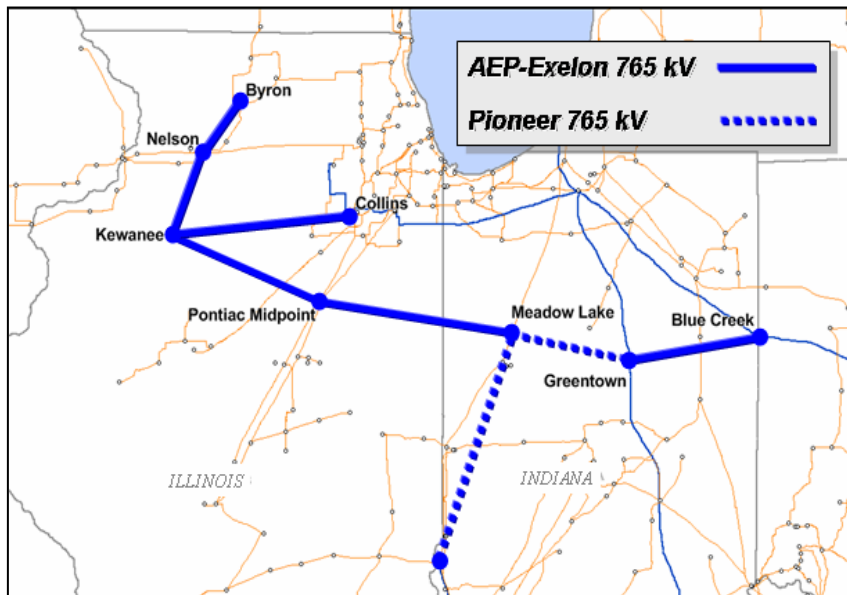 AEP-Exelon 765 kV
Pioneer 765 kV
Byron
Nelson
Collins
Kewanee
Pontiac Midpoint
Meadow Lake
Blue Creek
Greentown
ILLINOIS
INDIANA